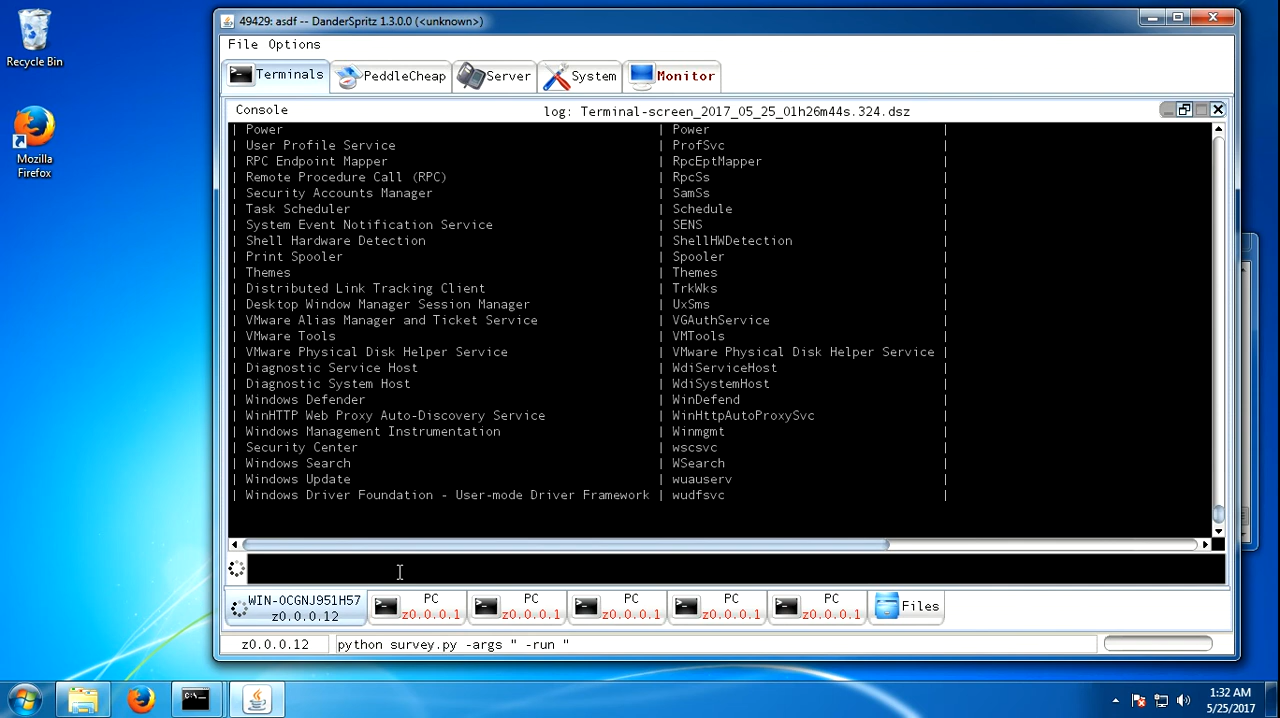 Recycle Bin
Mozilla
Firefox
49429: asdf -- DanderSpritz 1.3.0.0 (<unknown>)
File Options
Terminals PeddleCheap Server System Monitor
Console log: Terminal-screen_2017_05_25_01h26m44s.324.dsz
| Power | Power |
| User Profile Service | ProfSvc |
| RPC Endpoint Mapper | RpcEptMapper |
| Remote Procedure Call (RPC) | RpcSs |
| Security Accounts Manager | SamSs |
| Task Scheduler | Schedule |
| System Event Notification Service | SENS |
| Shell Hardware Detection | ShellHWDetection |
| Print Spooler | Spooler |
| Themes | Themes |
| Distributed Link Tracking Client | TrkWks |
| Desktop Window Manager Session Manager | UxSms |
| VMware Alias Manager and Ticket Service | VGAuthService |
| VMware Tools | VMTools |
| VMware Physical Disk Helper Service | VMware Physical Disk Helper Service |
| Diagnostic Service Host | WdiServiceHost |
| Diagnostic System Host | WdiSystemHost |
| Windows Defender | WinDefend |
| WinHTTP Web Proxy Auto-Discovery Service | WinHttpAutoProxySvc |
| Windows Management Instrumentation | Winmgmt |
| Security Center | wscsvc |
| Windows Search | WSearch |
| Windows Update | wuauserv |
| Windows Driver Foundation - User-mode Driver Framework | wudfsvc |
WIN-OCGNJ951H57 PC PC PC PC PC Files
z0.0.0.12 z0.0.0.1 z0.0.0.1 z0.0.0.1 z0.0.0.1 z0.0.0.1
z0.0.0.12 python survey.py -args " -run "
C:\
1:32 AM
5/25/2017